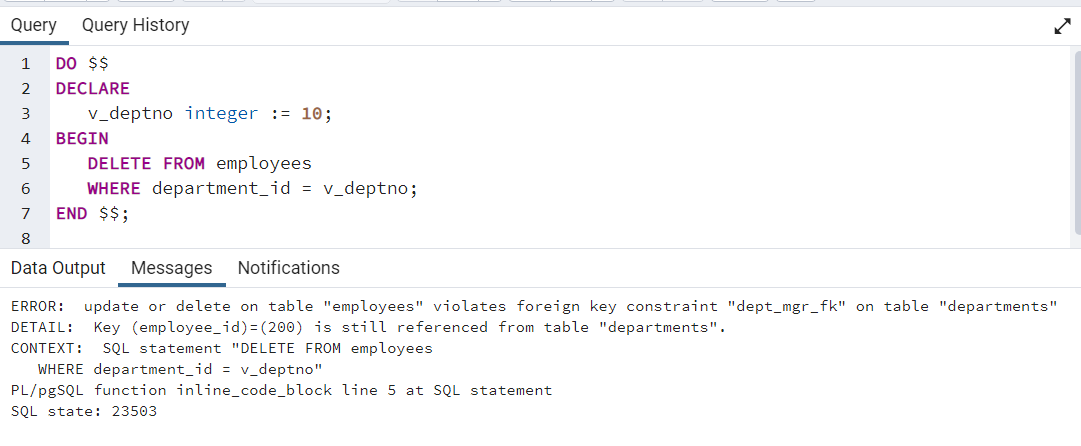 Query Query History
1 DO $$
2 DECLARE
3 v_deptno integer := 10;
4 BEGIN
5 DELETE FROM employees
6 WHERE department_id = v_deptno;
7 END $$;
8
Data Output Messages Notifications
ERROR:  update or delete on table "employees" violates foreign key constraint "dept_mgr_fk" on table "departments"
DETAIL:  Key (employee_id)=(200) is still referenced from table "departments".
CONTEXT:  SQL statement "DELETE FROM employees
WHERE department_id = v_deptno"
PL/pgSQL function inline_code_block line 5 at SQL statement
SQL state: 23503